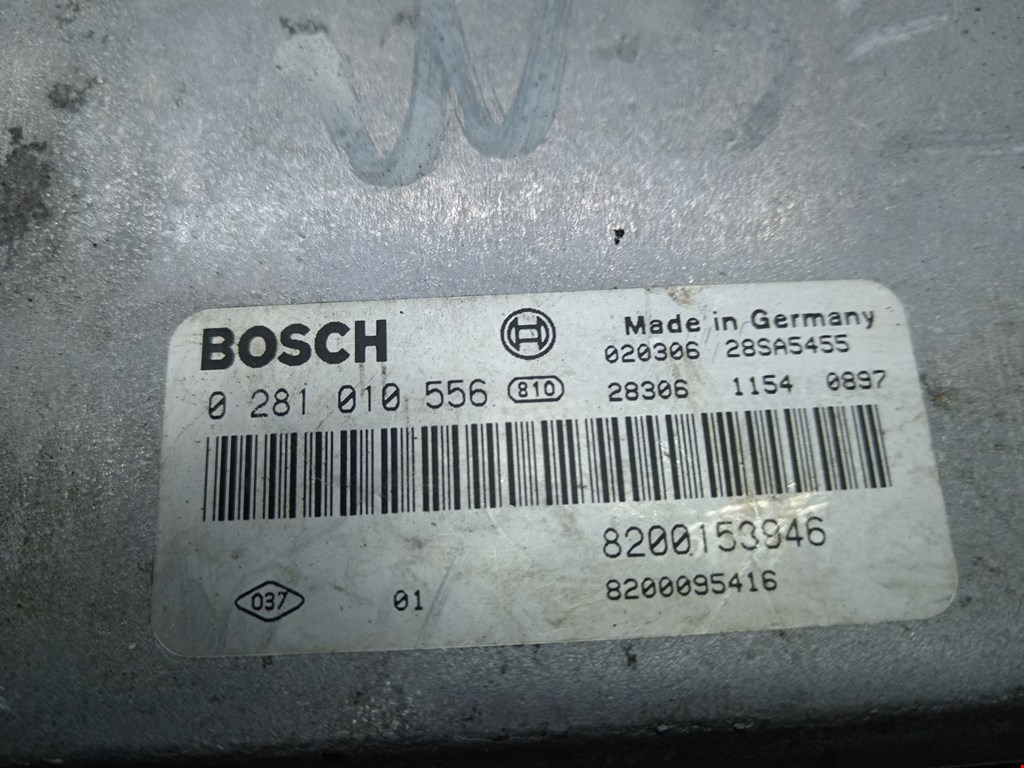 BOSCH
Made in Germany
020306 28SA5455
0 281 010 556 810
28306 1154 0897
8200153946
8200095416
037 01